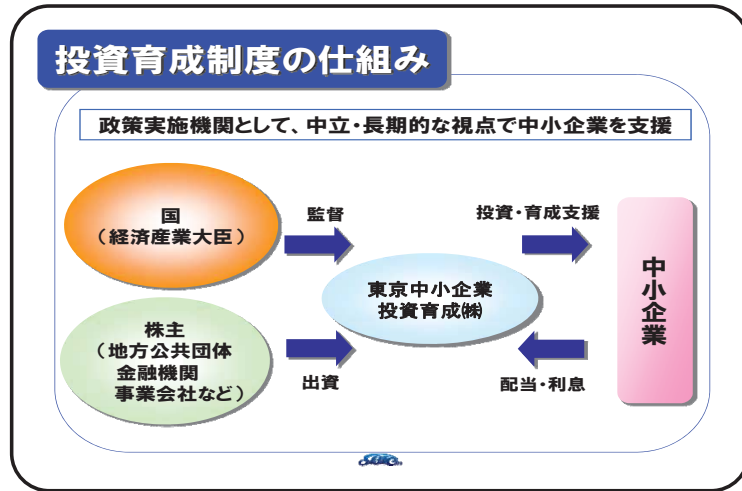 投資育成制度の仕組み
政策実施機関として、中立・長期的な視点で中小企業を支援
国
（経済産業大臣）
監督
投資・育成支援
東京中小企業
投資育成㈱
中小企業
株主
（地方公共団体
金融機関
事業会社など）
出資
配当・利息